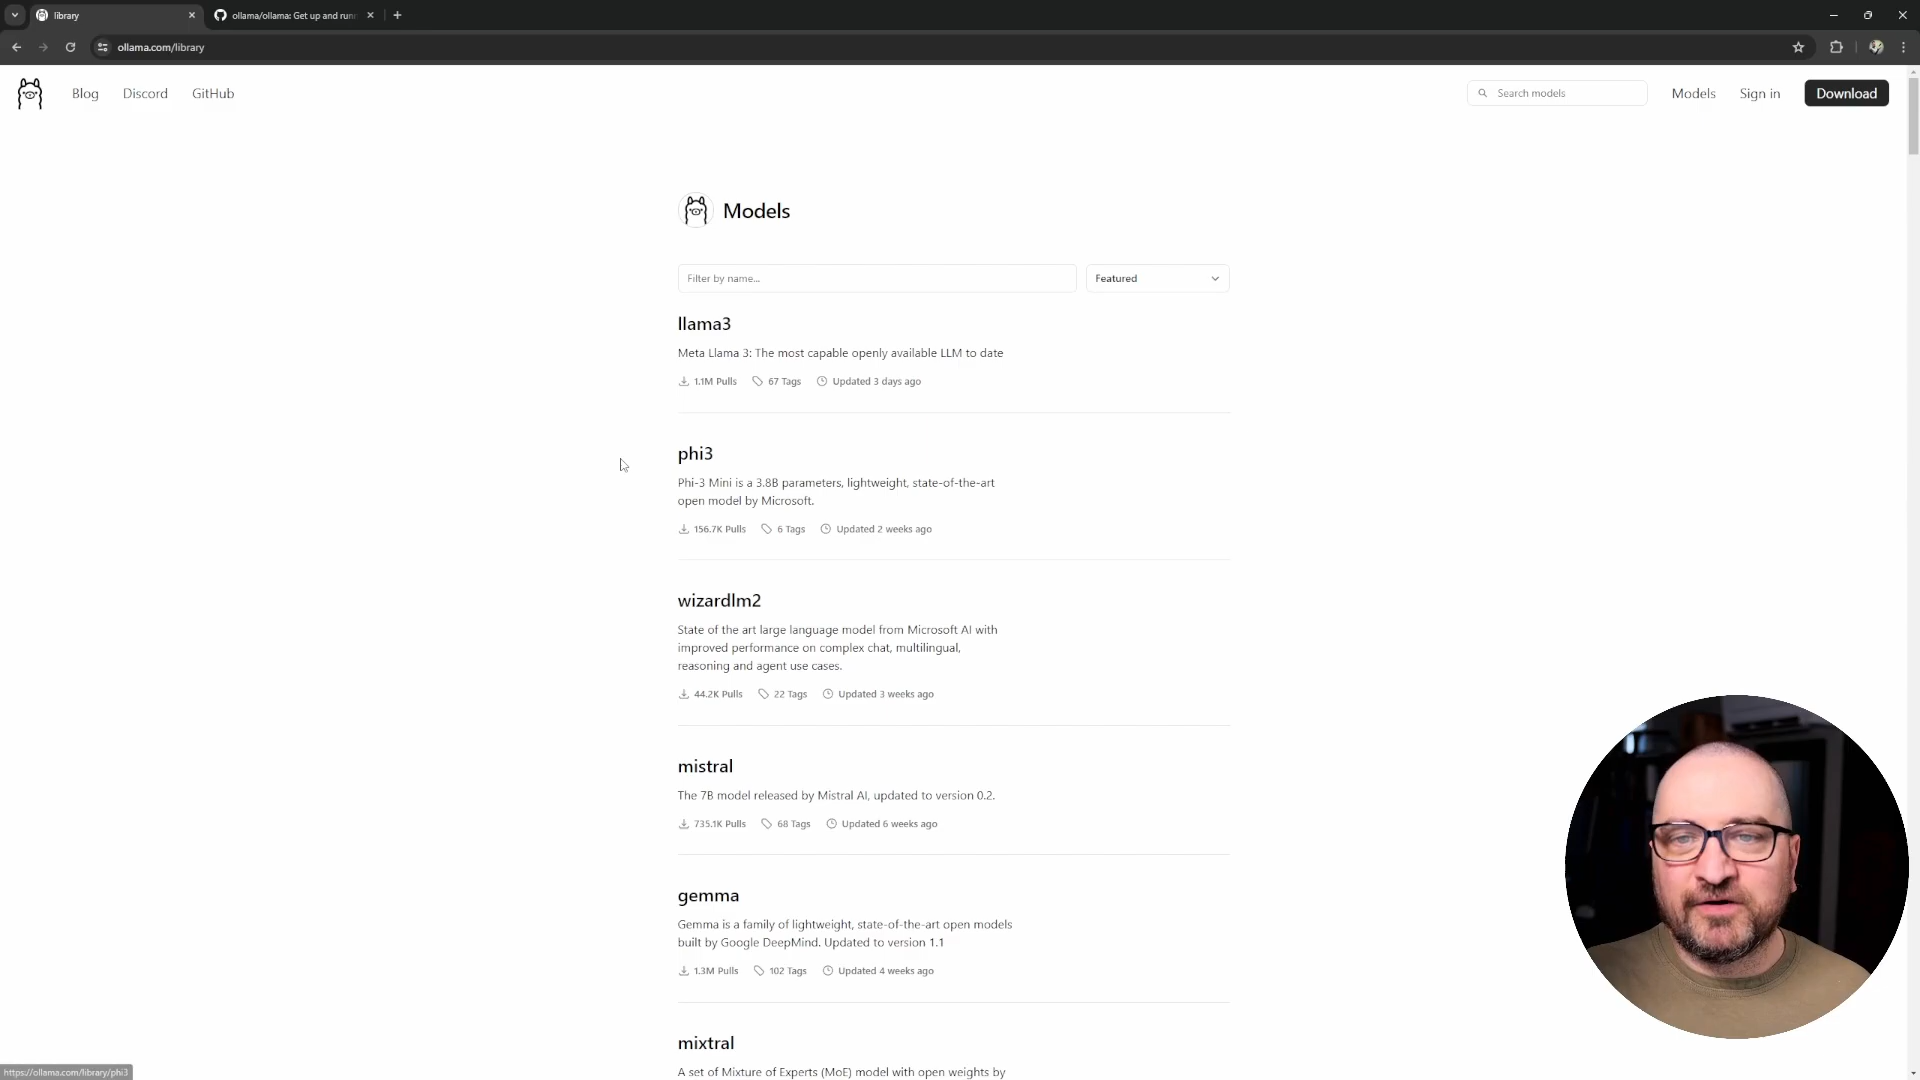 library
ollama/ollama: Get up and runn
ollama.com/library
Blog
Discord
GitHub
Search models
Models
Sign in
Download
Models
Filter by name...
Featured
llama3
Meta Llama 3: The most capable openly available LLM to date
1.1M Pulls
67 Tags
Updated 3 days ago
phi3
Phi-3 Mini is a 3.8B parameters, lightweight, state-of-the-art
open model by Microsoft.
156.7K Pulls
6 Tags
Updated 2 weeks ago
wizardlm2
State of the art large language model from Microsoft AI with
improved performance on complex chat, multilingual,
reasoning and agent use cases.
44.2K Pulls
22 Tags
Updated 3 weeks ago
mistral
The 7B model released by Mistral AI, updated to version 0.2.
735.1K Pulls
68 Tags
Updated 6 weeks ago
gemma
Gemma is a family of lightweight, state-of-the-art open models
built by Google DeepMind. Updated to version 1.1
1.3M Pulls
102 Tags
Updated 4 weeks ago
mixtral
A set of Mixture of Experts (MoE) model with open weights by
https://ollama.com/library/phi3